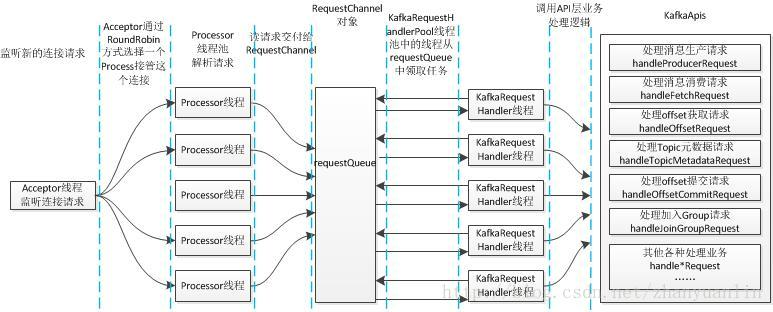 监听新的连接请求
Acceptor通过
RoundRobin
方式选择一个
Process接管这
个连接
Processor
线程池
解析请求
读请求交付给
RequestChannel
RequestChannel
对象
KafkaRequestH
andlerPool线程
池中的线程从
requestQueue
中领取任务
调用API层业务
处理逻辑
KafkaApis
Acceptor线程
监听连接请求
Processor线程
Processor线程
Processor线程
Processor线程
Processor线程
requestQueue
KafkaRequest
Handler线程
KafkaRequest
Handler线程
KafkaRequest
Handler线程
KafkaRequest
Handler线程
KafkaRequest
Handler线程
处理消息生产请求
handleProducerRequest
处理消息消费请求
handleFetchRequest
处理offset获取请求
handleOffsetRequest
处理Topic元数据请求
handleTopicMetadataRequest
处理offset提交请求
handleOffsetCommitRequest
处理加入Group请求
handleJoinGroupRequest
其他各种处理业务
handle*Request
……
http://blog.csdn.net/zhanyuanlin